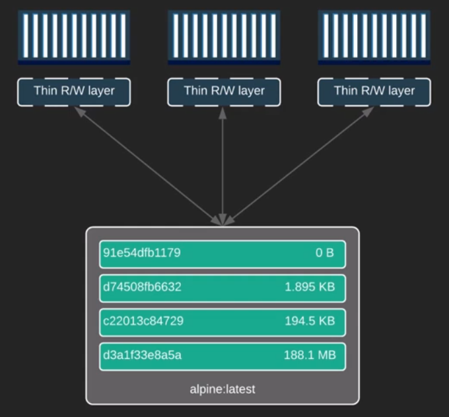 Thin R/W layer Thin R/W layer Thin R/W layer
91e54dfb1179 0 B
d74508fb6632 1.895 KB
c22013c84729 194.5 KB
d3a1f33e8a5a 188.1 MB
alpine:latest